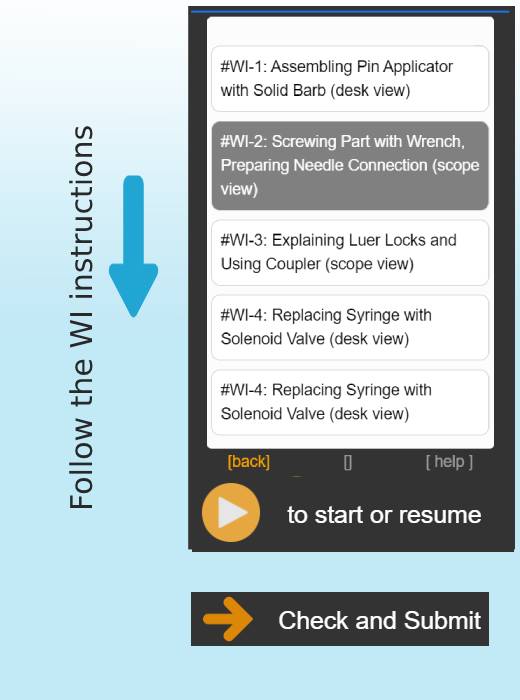 Follow the WI instructions
#WI-1: Assembling Pin Applicator
with Solid Barb (desk view)
#WI-2: Screwing Part with Wrench,
Preparing Needle Connection (scope
view)
#WI-3: Explaining Luer Locks and
Using Coupler (scope view)
#WI-4: Replacing Syringe with
Solenoid Valve (desk view)
#WI-4: Replacing Syringe with
Solenoid Valve (desk view)
[back] [] [ help ]
to start or resume
Check and Submit